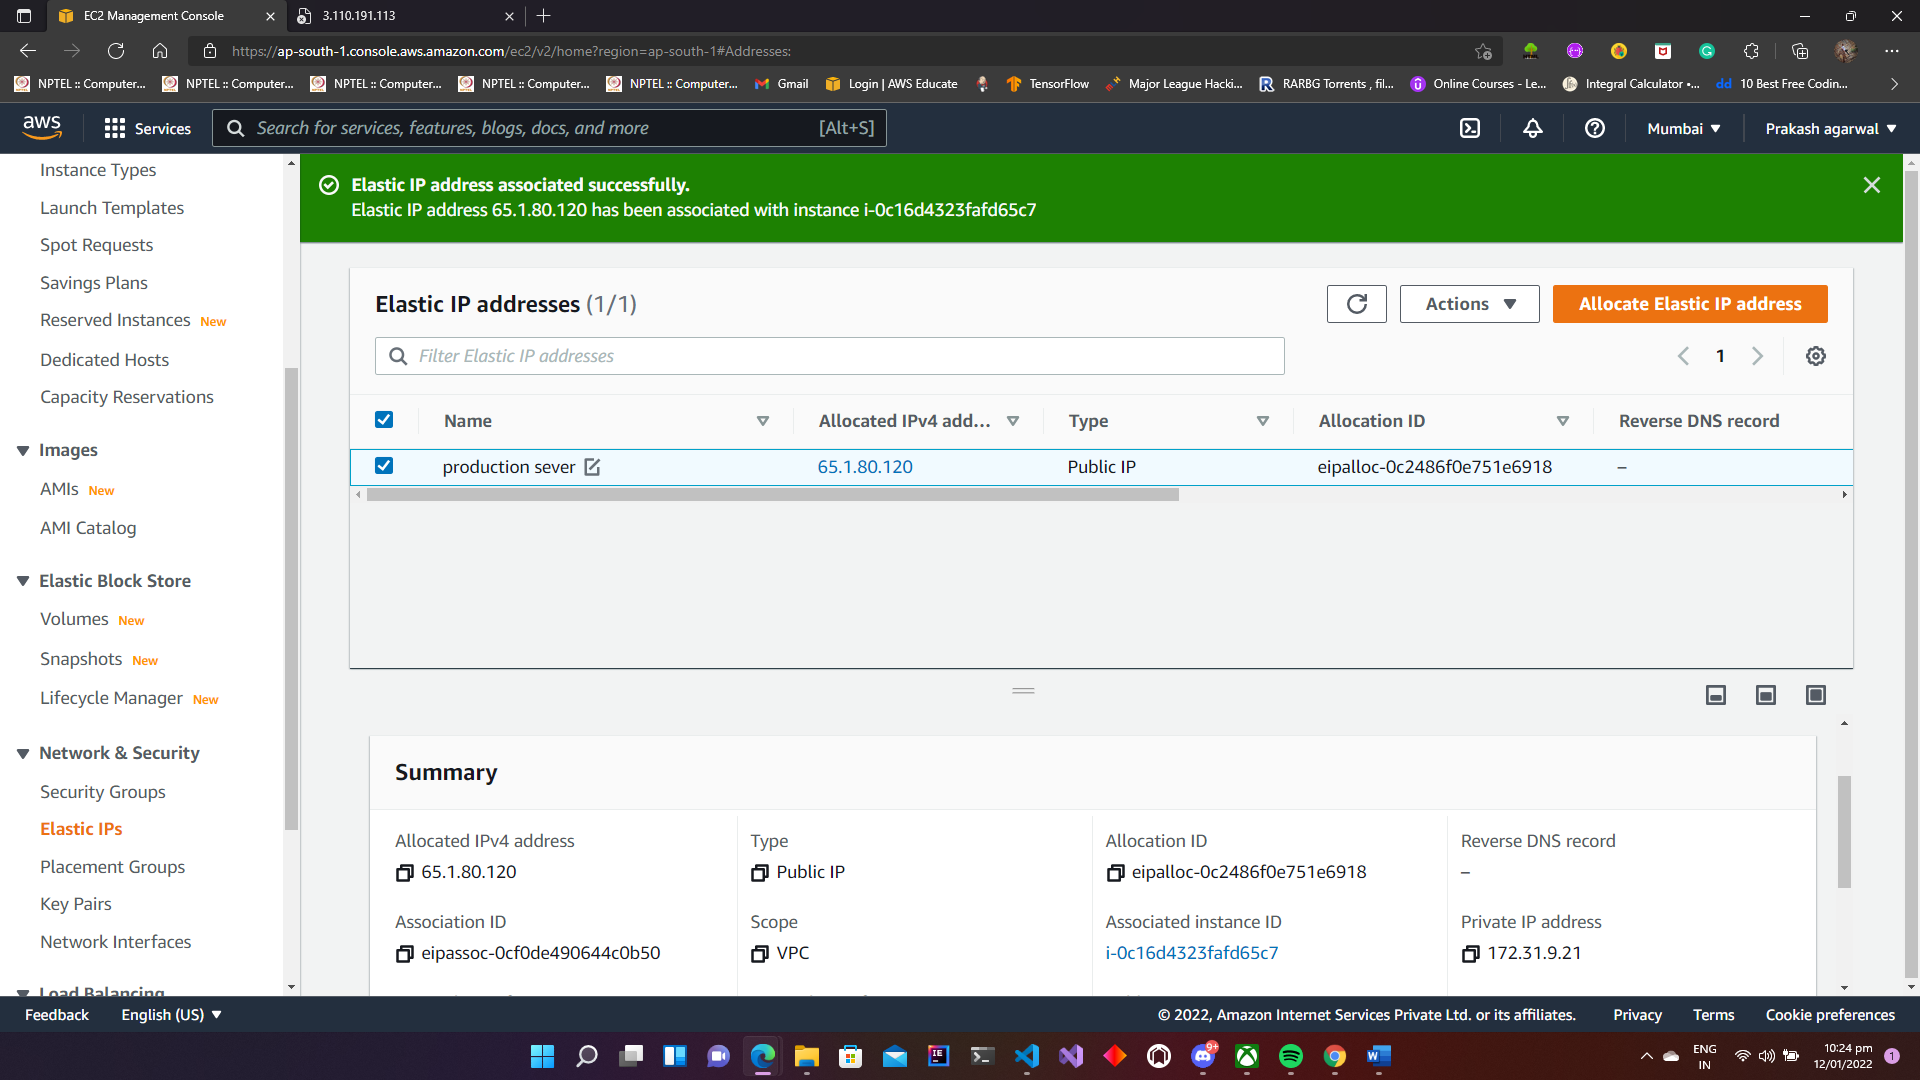 EC2 Management Console
3.110.191.113
https://ap-south-1.console.aws.amazon.com/ec2/v2/home?region=ap-south-1#Addresses:
NPTEL :: Computer...
NPTEL :: Computer...
NPTEL :: Computer...
NPTEL :: Computer...
NPTEL :: Computer...
Gmail
Login | AWS Educate
TensorFlow
Major League Hacki...
RARBG Torrents , fil...
Online Courses - Le...
Integral Calculator •...
dd
10 Best Free Codin...
aws
Services
Search for services, features, blogs, docs, and more
[Alt+S]
Mumbai
Prakash agarwal
Instance Types
Launch Templates
Spot Requests
Savings Plans
Reserved Instances New
Dedicated Hosts
Capacity Reservations
Images
AMIs New
AMI Catalog
Elastic Block Store
Volumes New
Snapshots New
Lifecycle Manager New
Network & Security
Security Groups
Elastic IPs
Placement Groups
Key Pairs
Network Interfaces
Load Balancing
Elastic IP address associated successfully.
Elastic IP address 65.1.80.120 has been associated with instance i-0c16d4323fafd65c7
Elastic IP addresses (1/1)
Actions
Allocate Elastic IP address
Filter Elastic IP addresses
1
Name
Allocated IPv4 add...
Type
Allocation ID
Reverse DNS record
production sever
65.1.80.120
Public IP
eipalloc-0c2486f0e751e6918
–
Summary
Allocated IPv4 address
65.1.80.120
Type
Public IP
Allocation ID
eipalloc-0c2486f0e751e6918
Reverse DNS record
–
Association ID
eipassoc-0cf0de490644c0b50
Scope
VPC
Associated instance ID
i-0c16d4323fafd65c7
Private IP address
172.31.9.21
Feedback
English (US)
© 2022, Amazon Internet Services Private Ltd. or its affiliates.
Privacy
Terms
Cookie preferences
9+
ENG
IN
10:24 pm
12/01/2022
1